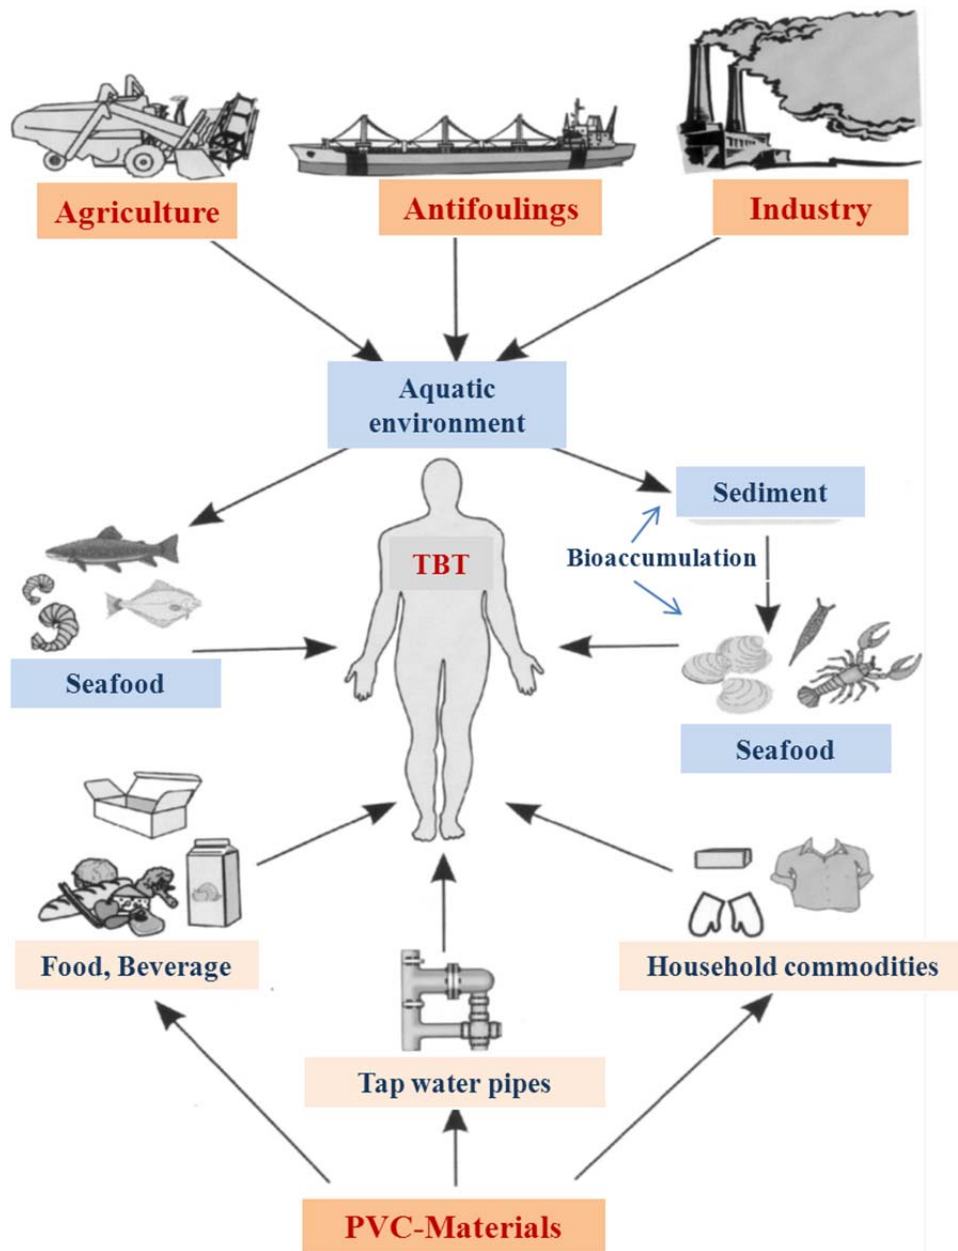 Agriculture
Antifoulings
Industry
Aquatic
environment
Sediment
TBT
Bioaccumulation
Seafood
Seafood
Food, Beverage
Household commodities
Tap water pipes
PVC-Materials